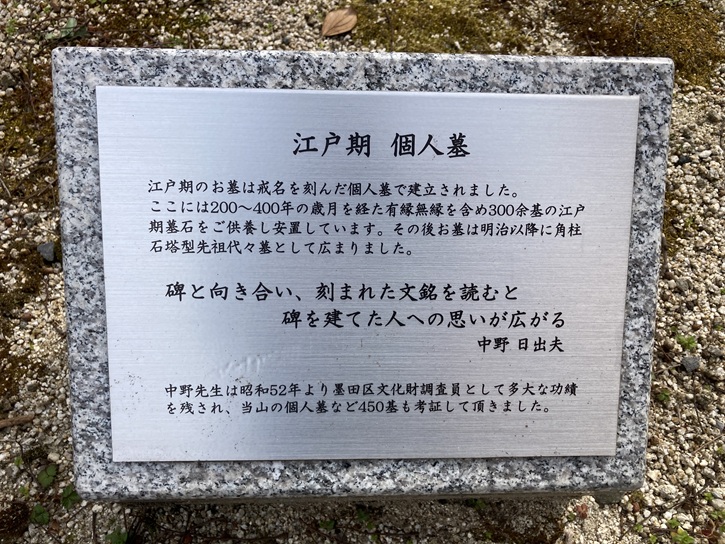 江戸期 個人墓
江戸期のお墓は戒名を刻んだ個人墓で建立されました。
ここには200〜400年の歳月を経た有縁無縁を含め300余基の江戸
期墓石をご供養し安置しています。その後お墓は明治以降に角柱
石塔型先祖代々墓として広まりました。
碑と向き合い、刻まれた文銘を読むと
碑を建てた人への思いが広がる
中野 日出夫
中野先生は昭和52年より墨田区文化財調査員として多大な功績
を残され、当山の個人墓など450基も考証して頂きました。